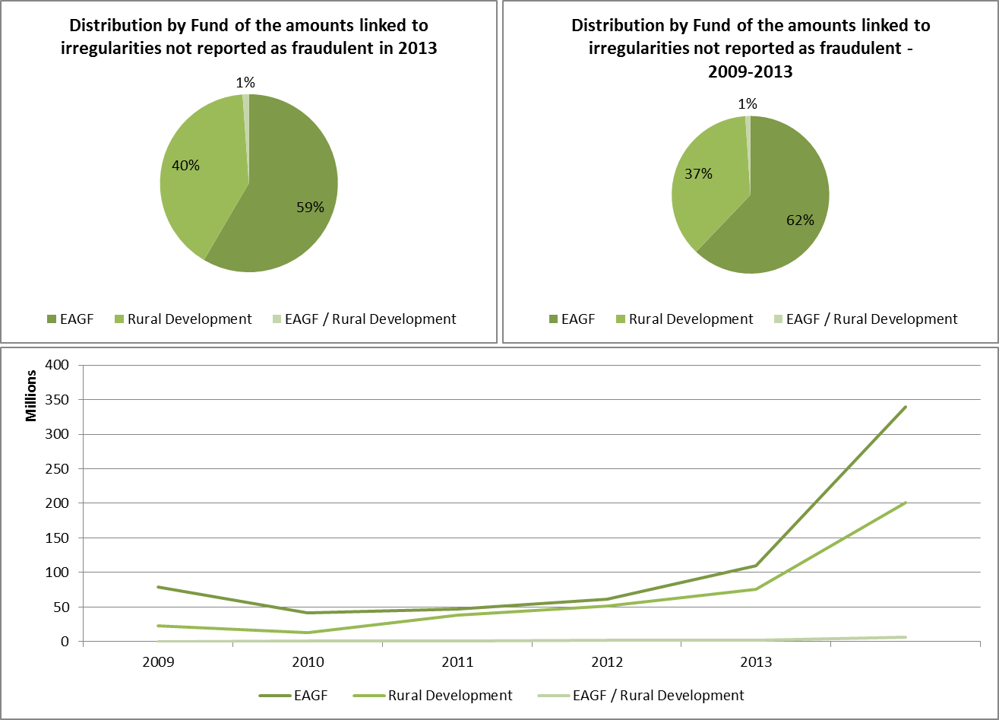 Distribution by Fund of the amounts linked to
irregularities not reported as fraudulent in 2013
1%
40%
59%
EAGF Rural Development EAGF / Rural Development
Distribution by Fund of the amounts linked to
irregularities not reported as fraudulent -
2009-2013
1%
37%
62%
EAGF Rural Development EAGF / Rural Development
Millions
400
350
300
250
200
150
100
50
0
2009 2010 2011 2012 2013
EAGF Rural Development EAGF / Rural Development